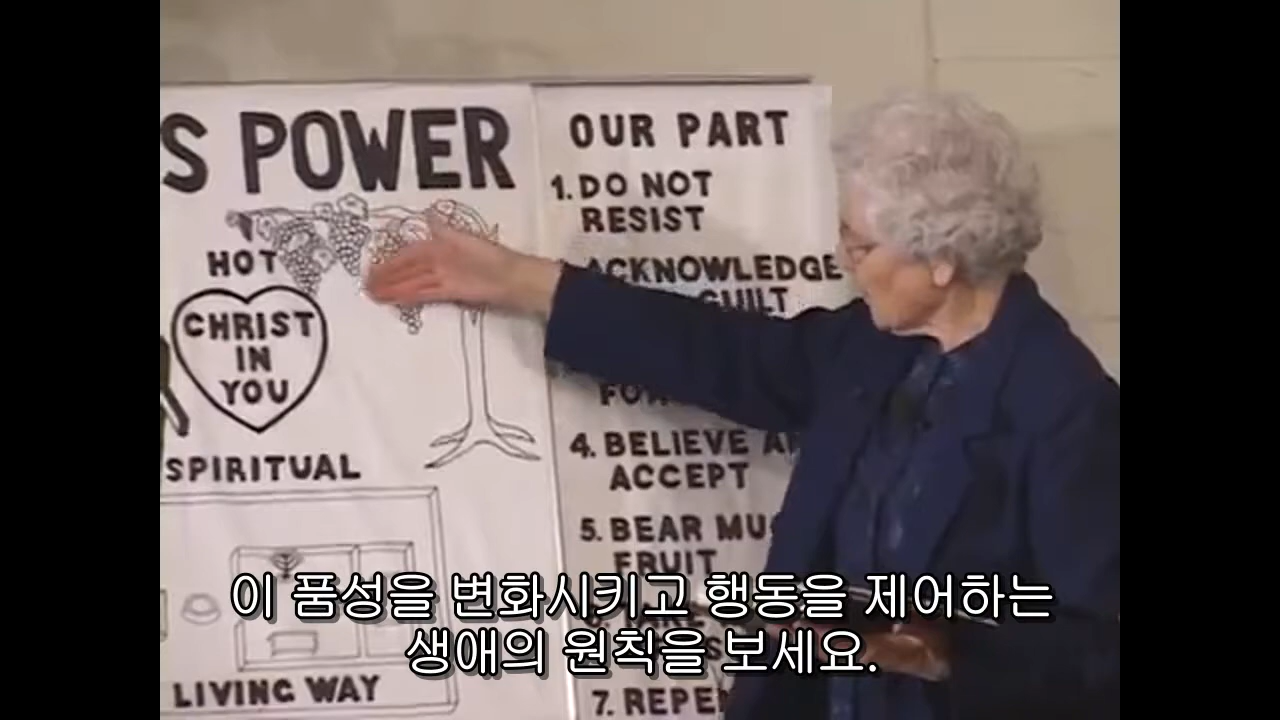 S POWER
HOT
CHRIST
IN
YOU
SPIRITUAL
LIVING WAY
OUR PART
1. DO NOT
RESIST
ACKNOWLEDGE
GUILT
4. BELIEVE
ACCEPT
5. BEAR
FRUIT
7.
이 품성을 변화시키고 행동을 제어하는
생애의 원칙을 보세요.